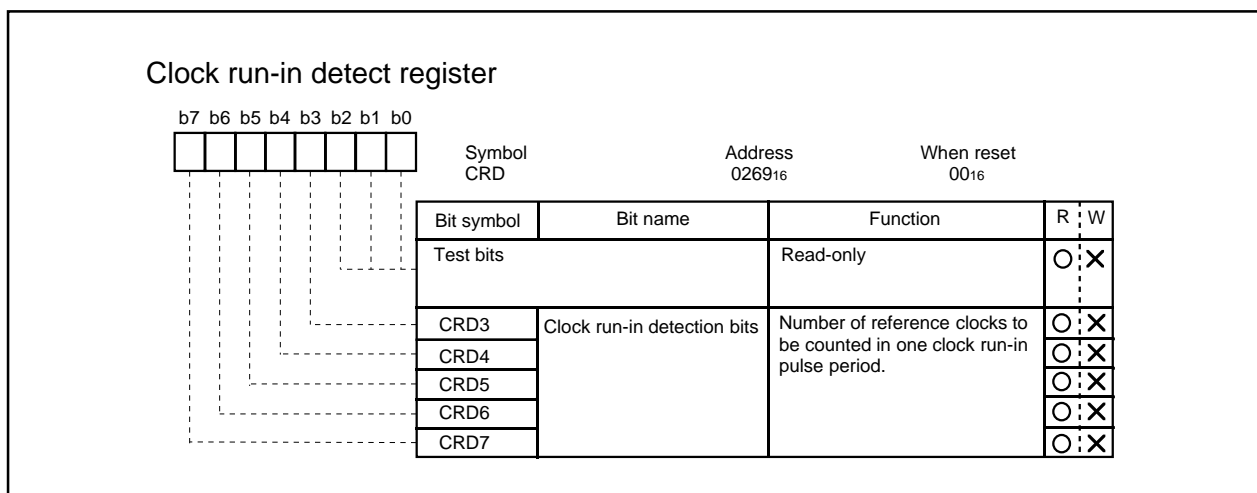 Clock run-in detect register
b7 b6 b5 b4 b3 b2 b1 b0
Symbol Address When reset
CRD 026916 0016
Bit symbol Bit name Function R W
Test bits Read-only
CRD3 Clock run-in detection bits Number of reference clocks to
be counted in one clock run-in
CRD4
pulse period.
CRD5
CRD6
CRD7